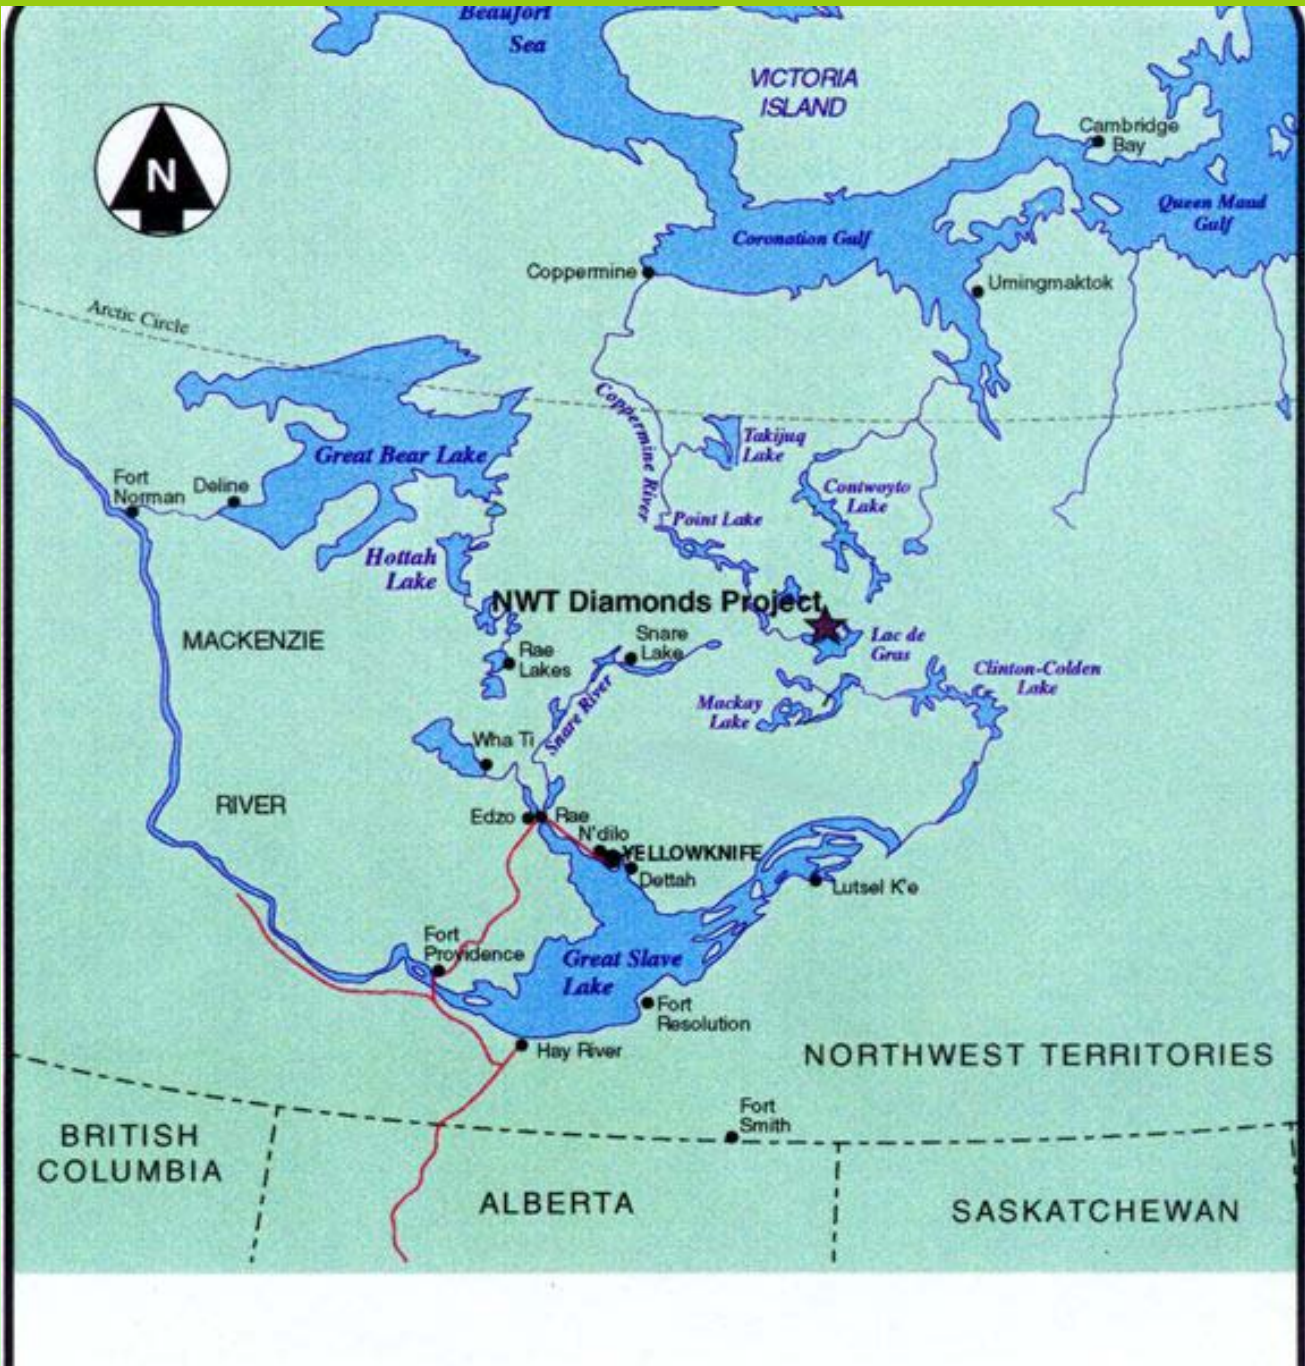 Beaufort
Sea
VICTORIA
ISLAND
Cambridge
Bay
N
Queen Maud
Gulf
Coronation Gulf
Coppermine
Umingmaktok
Arctic Circle
Coppermine River
Takijuq
Lake
Great Bear Lake
Fort
Norman
Deline
Contwoyto
Lake
Point Lake
Hottah
Lake
NWT Diamonds Project
MACKENZIE
Snare
Lake
Lac de
Gras
Rae
Lakes
Clinton-Colden
Lake
Mackay
Lake
Snare River
Wha Ti
RIVER
Edzo
Rae
N'dilo
YELLOWKNIFE
Dettah
Lutsel K'e
Fort
Providence
Great Slave
Lake
Fort
Resolution
Hay River
NORTHWEST TERRITORIES
Fort
Smith
BRITISH
COLUMBIA
ALBERTA
SASKATCHEWAN